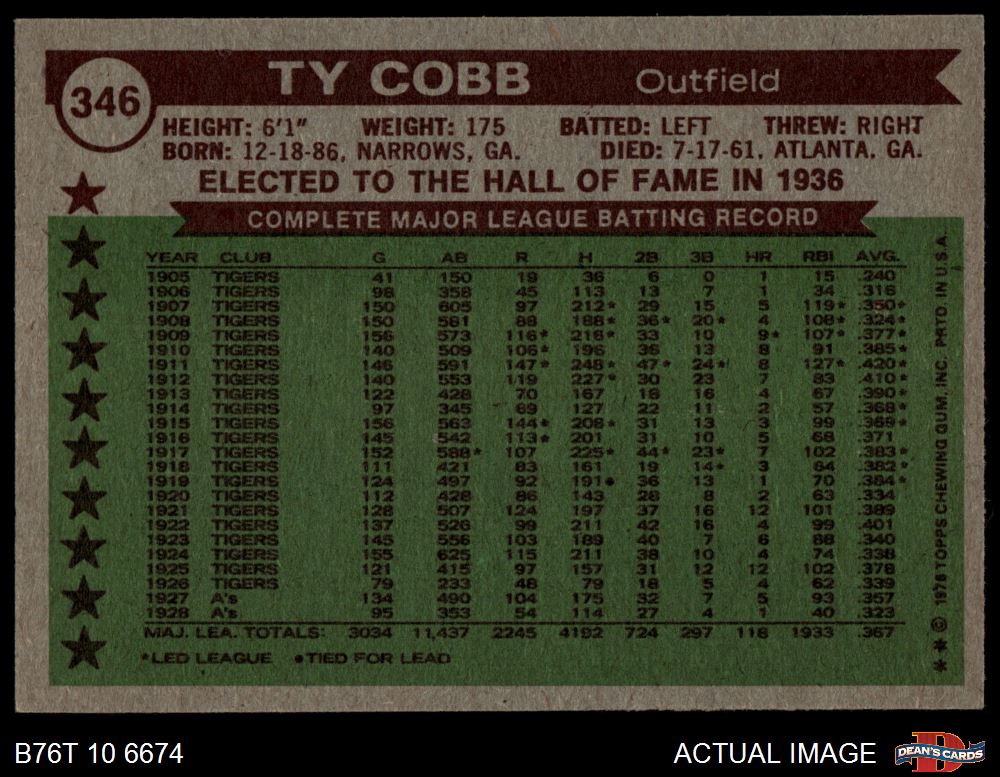 346
TY COBB Outfield
HEIGHT: 6'1" WEIGHT: 175 BATTED: LEFT THREW: RIGHT
BORN: 12-18-86, NARROWS, GA. DIED: 7-17-61, ATLANTA, GA.
ELECTED TO THE HALL OF FAME IN 1936
COMPLETE MAJOR LEAGUE BATTING RECORD
YEAR CLUB G AB R H 2B 3B HR RBI AVG.
1905 TIGERS 41 150 19 36 6 0 1 15 .240
1906 TIGERS 98 358 45 113 13 7 1 34 .316
1907 TIGERS 150 605 97 212* 29 15 5 119* .350*
1908 TIGERS 150 581 88 188* 36* 20* 108* .324*
1909 TIGERS 156 573 116* 216* 33 10 9* 107* .377*
1910 TIGERS 140 509 106* 196 36 13 8 91 .385*
1911 TIGERS 146 591 147* 248* 47* 24* 8 127* .420*
1912 TIGERS 140 553 119 227* 30 23 7 83 .410*
1913 TIGERS 122 428 70 167 18 16 4 67 .390*
1914 TIGERS 97 345 69 127 22 11 2 57 .368*
1915 TIGERS 156 563 144* 208* 31 13 3 99 .369*
1916 TIGERS 145 542 113* 201 31 10 5 68 .371
1917 TIGERS 152 588* 107 225* 44* 23* 7 102 .383*
1918 TIGERS 111 421 83 161 19 14* 3 64 .382*
1919 TIGERS 124 497 92 191● 36 13 1 70 .384*
1920 TIGERS 112 428 86 143 28 8 2 63 .334
1921 TIGERS 128 507 124 197 37 16 12 101 .389
1922 TIGERS 137 526 99 211 42 16 4 99 .401
1923 TIGERS 145 556 103 189 40 7 6 88 .340
1924 TIGERS 155 625 115 211 38 10 4 74 .338
1925 TIGERS 121 415 97 157 31 12 12 102 .378
1926 TIGERS 79 233 48 79 18 5 4 62 .339
1927 A's 134 490 104 175 32 7 5 93 .357
1928 A's 95 353 54 114 27 4 1 40 .323
MAJ. LEA. TOTALS: 3034 11,437 2245 4192 724 297 118 1933 .367
*LED LEAGUE ●TIED FOR LEAD
** © 1976 TOPPS CHEWING GUM, INC. PRTD. IN U.S.A.
B76T 10 6674 ACTUAL IMAGE
DEAN'S CARDS